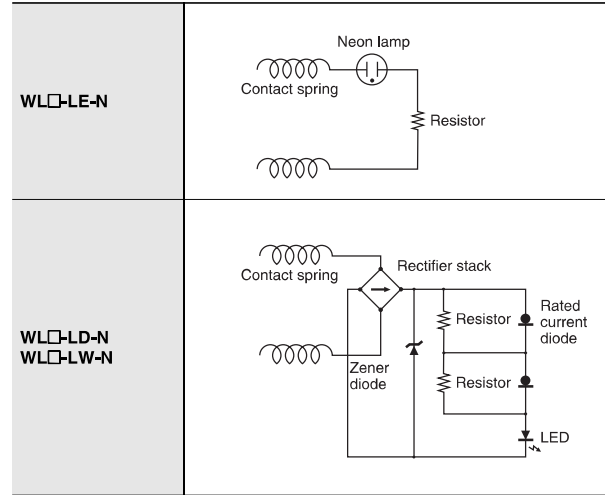 WL□-LE-N
Neon lamp
Contact spring
Resistor
WL□-LD-N
WL□-LW-N
Contact spring
Rectifier stack
Zener
diode
Resistor
Rated
current
diode
Resistor
LED